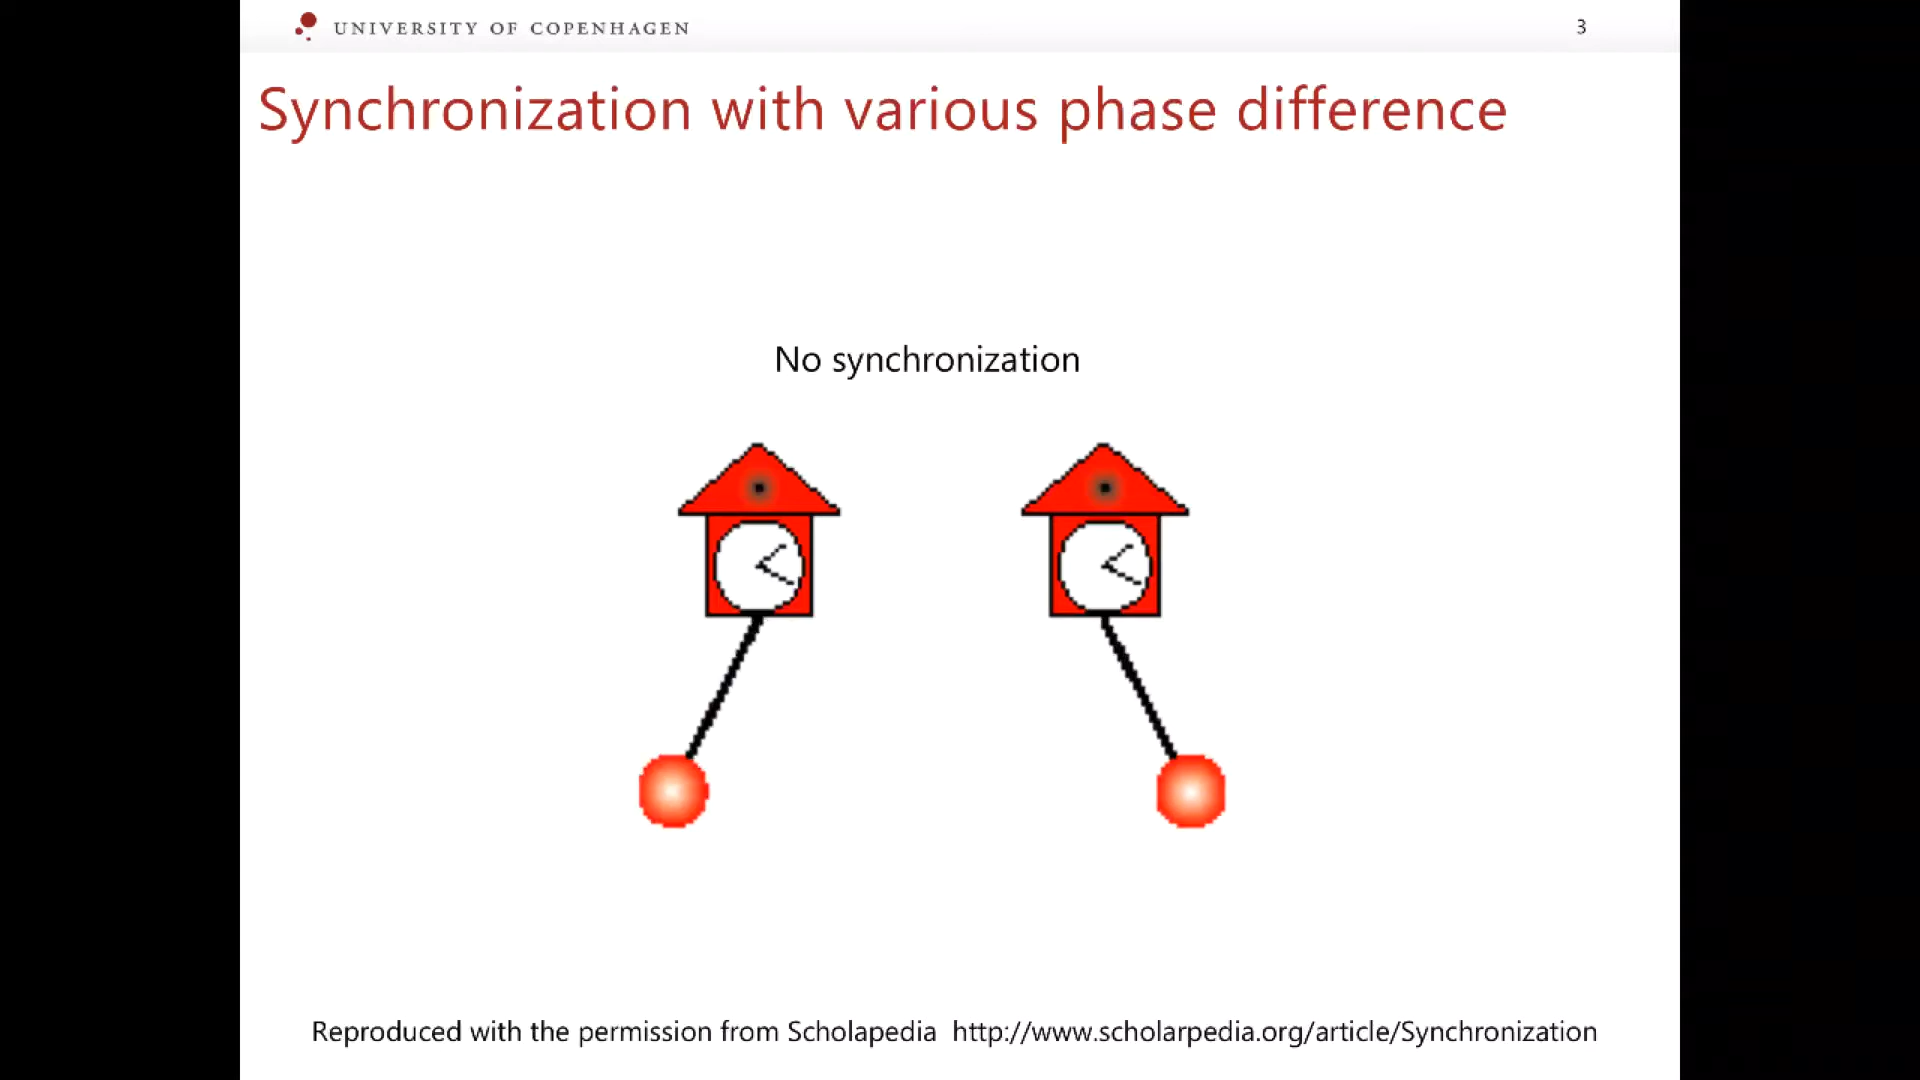 UNIVERSITY OF COPENHAGEN
3
Synchronization with various phase difference
No synchronization
Reproduced with the permission from Scholapedia http://www.scholarpedia.org/article/Synchronization